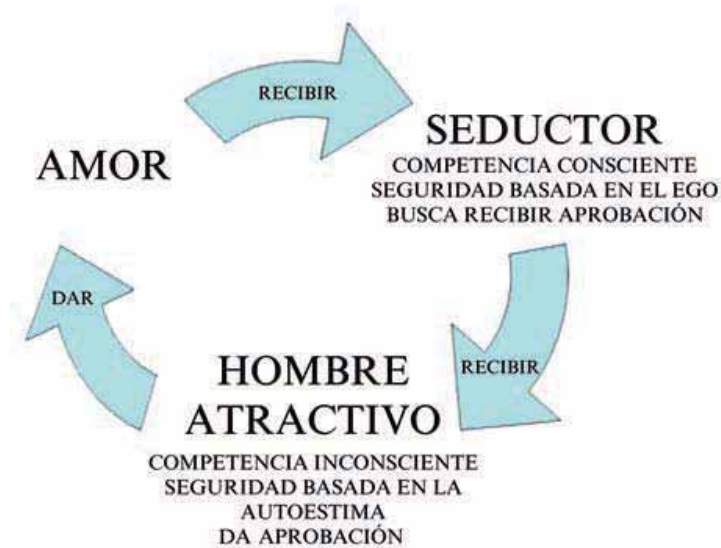 RECIBIR
AMOR
SEDUCTOR
COMPETENCIA CONSCIENTE
SEGURIDAD BASADA EN EL EGO
BUSCA RECIBIR APROBACIÓN
DAR
RECIBIR
HOMBRE
ATRACTIVO
COMPETENCIA INCONSCIENTE
SEGURIDAD BASADA EN LA
AUTOESTIMA
DA APROBACIÓN